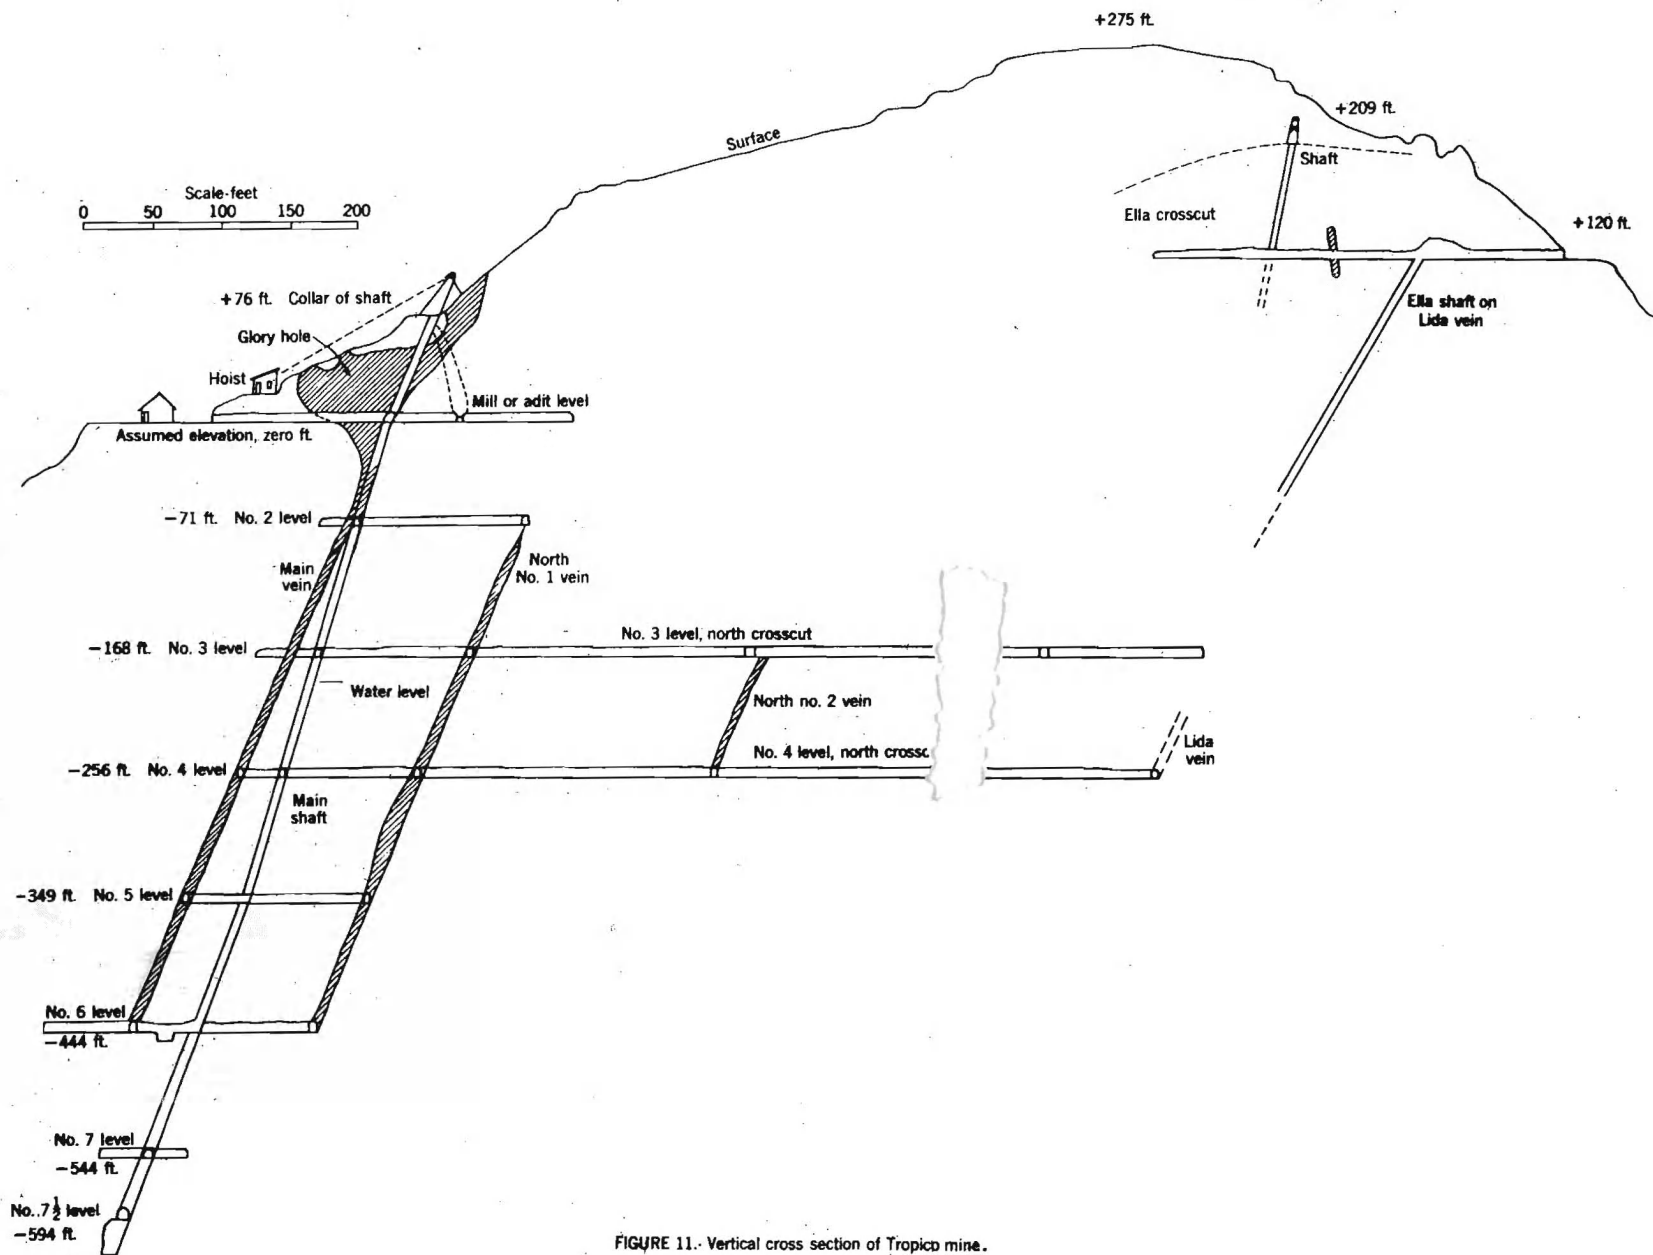 +275 ft.
+209 ft.
Surface
Shaft
Scale-feet
0 50 100 150 200
Ella crosscut
+120 ft.
+76 ft. Collar of shaft
Ella shaft on
Lida vein
Glory hole
Hoist
Mill or adit level
Assumed elevation, zero ft.
-71 ft. No. 2 level
Main
vein
North
No. 1 vein
No. 3 level, north crosscut
-168 ft. No. 3 level
Water level
North no. 2 vein
No. 4 level, north crossc
Lida
vein
-256 ft. No. 4 level
Main
shaft
-349 ft. No. 5 level
No. 6 level
-444 ft.
No. 7 level
-544 ft.
No. 7 1/2 level
-594 ft.
FIGURE 11.- Vertical cross section of Tropico mine.